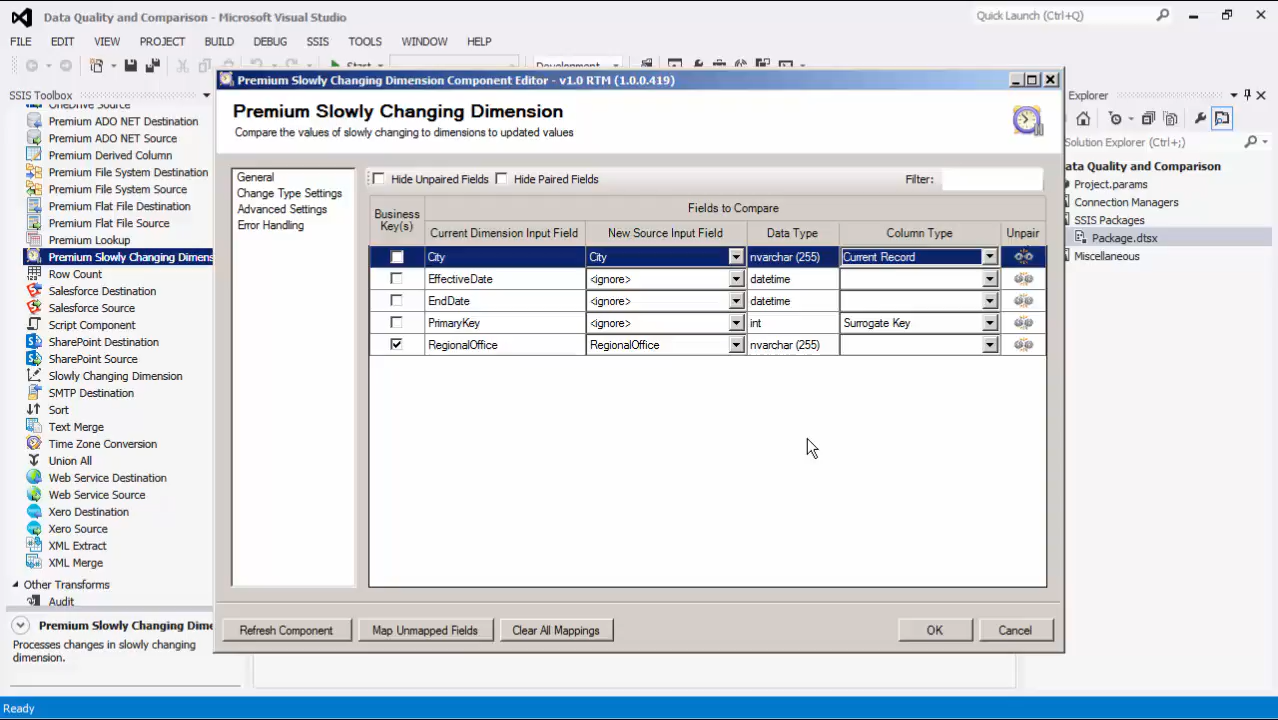 Data Quality and Comparison - Microsoft Visual Studio
Quick Launch (Ctrl+Q)
FILE EDIT VIEW PROJECT BUILD DEBUG SSIS TOOLS WINDOW HELP
Start
Development
SSIS Toolbox
OneDrive Source
Premium ADO NET Destination
Premium ADO NET Source
Premium Derived Column
Premium File System Destination
Premium File System Source
Premium Flat File Destination
Premium Flat File Source
Premium Lookup
Premium Slowly Changing Dimens
Row Count
Salesforce Destination
Salesforce Source
Script Component
SharePoint Destination
SharePoint Source
Slowly Changing Dimension
SMTP Destination
Sort
Text Merge
Time Zone Conversion
Union All
Web Service Destination
Web Service Source
Xero Destination
Xero Source
XML Extract
XML Merge
Other Transforms
Audit
Premium Slowly Changing Dime
Processes changes in slowly changing
dimension.
Premium Slowly Changing Dimension Component Editor - v1.0 RTM (1.0.0.419)
Premium Slowly Changing Dimension
Compare the values of slowly changing to dimensions to updated values
General
Change Type Settings
Advanced Settings
Error Handling
Hide Unpaired Fields Hide Paired Fields Filter:
Business
Key(s)
Fields to Compare
Current Dimension Input Field New Source Input Field Data Type Column Type Unpair
City City nvarchar (255) Current Record
EffectiveDate <ignore> datetime
EndDate <ignore> datetime
PrimaryKey <ignore> int Surrogate Key
RegionalOffice RegionalOffice nvarchar (255)
Refresh Component Map Unmapped Fields Clear All Mappings OK Cancel
Explorer
Solution Explorer (Ctrl+;)
Data Quality and Comparison
Project.params
Connection Managers
SSIS Packages
Package.dtsx
Miscellaneous
Ready